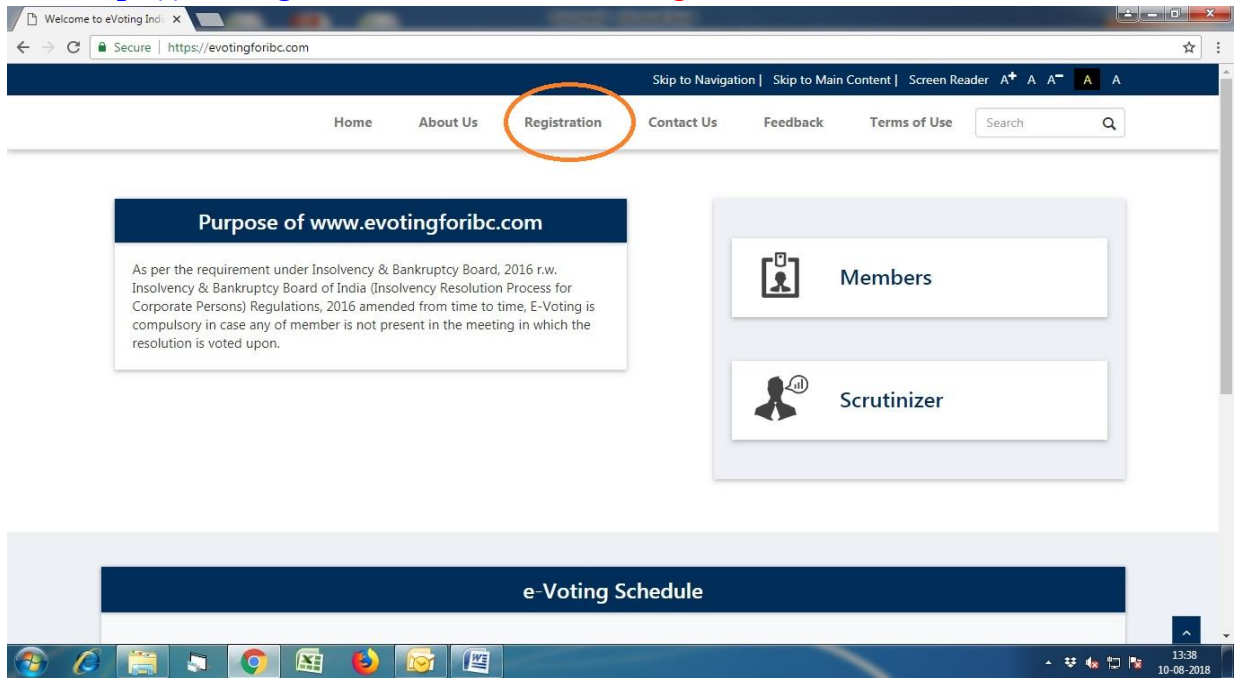 Welcome to eVoting Indi
Secure | https://evotingforibc.com
Skip to Navigation | Skip to Main Content | Screen Reader A+ A A- A A
Home About Us Registration Contact Us Feedback Terms of Use Search
Purpose of www.evotingforibc.com
As per the requirement under Insolvency & Bankruptcy Board, 2016 r.w.
Insolvency & Bankruptcy Board of India (Insolvency Resolution Process for
Corporate Persons) Regulations, 2016 amended from time to time, E-Voting is
compulsory in case any of member is not present in the meeting in which the
resolution is voted upon.
Members
Scrutinizer
e-Voting Schedule
13:38
10-08-2018